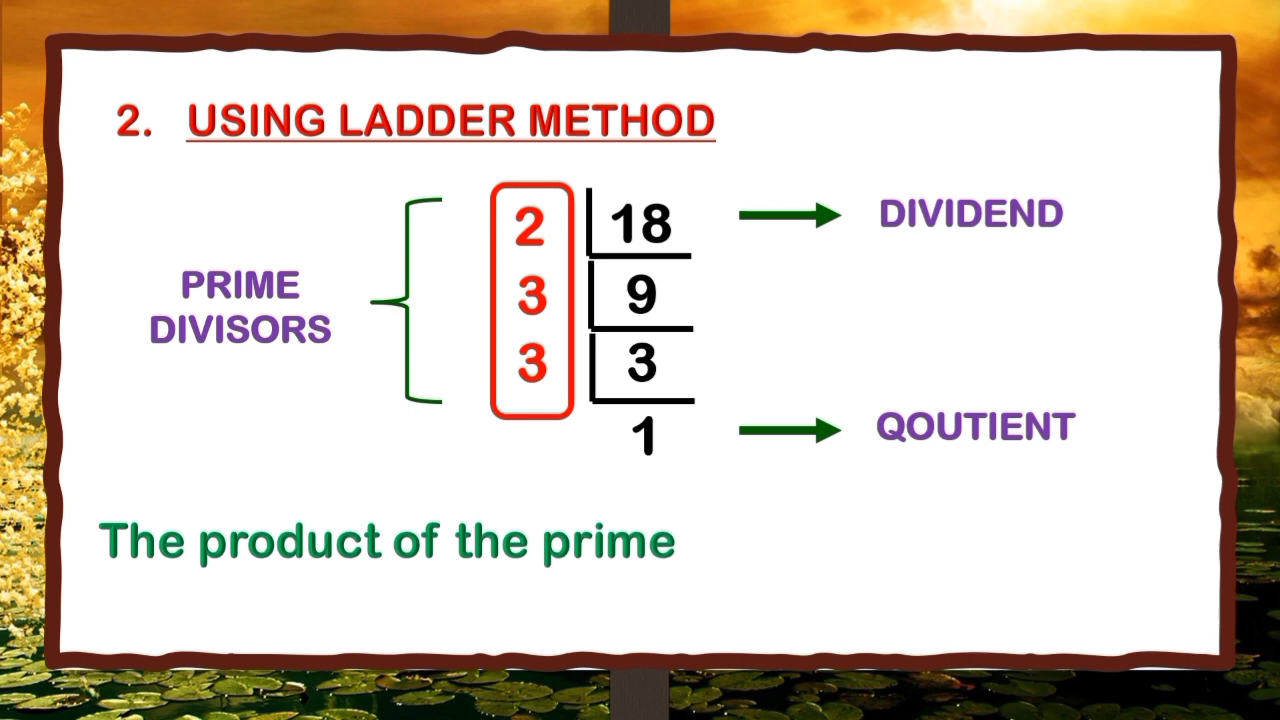 2. USING LADDER METHOD
2 18 DIVIDEND
PRIME
DIVISORS
3 9
3 3
1 QOUTIENT
The product of the prime